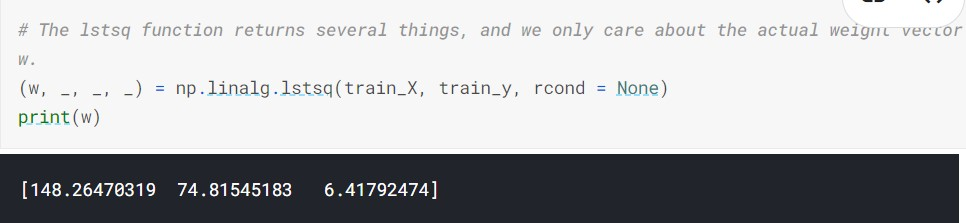 # The lstsq function returns several things, and we only care about the actual weight vector
w.
(w, _, _, _) = np.linalg.lstsq(train_X, train_y, rcond = None)
print(w)
[148.26470319  74.81545183   6.41792474]